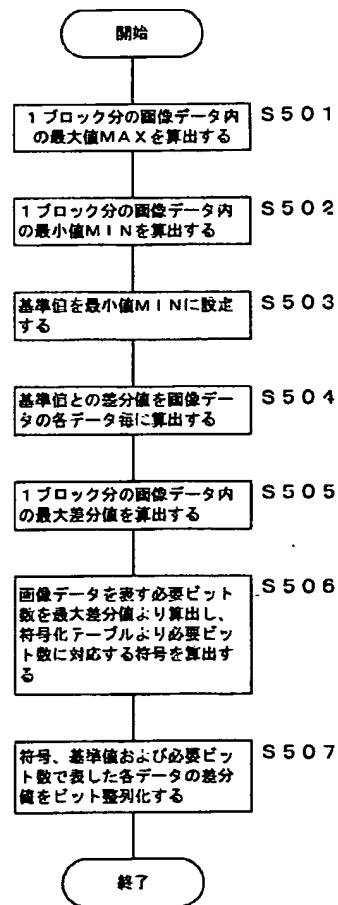 開始
1ブロック分の画像データ内
の最大値MAXを算出する
S501
1ブロック分の画像データ内
の最小値MINを算出する
S502
基準値を最小値MINに設定
する
S503
基準値との差分値を画像デー
タの各データ毎に算出する
S504
1ブロック分の画像データ内
の最大差分値を算出する
S505
画像データを表す必要ビット
数を最大差分値より算出し、
符号化テーブルより必要ビッ
ト数に対応する符号を算出す
る
S506
符号、基準値および必要ビッ
ト数で表した各データの差分
値をビット整列化する
S507
終了